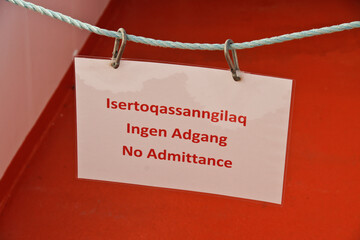 Isertoqassanngilaq
Ingen Adgang
No Admittance